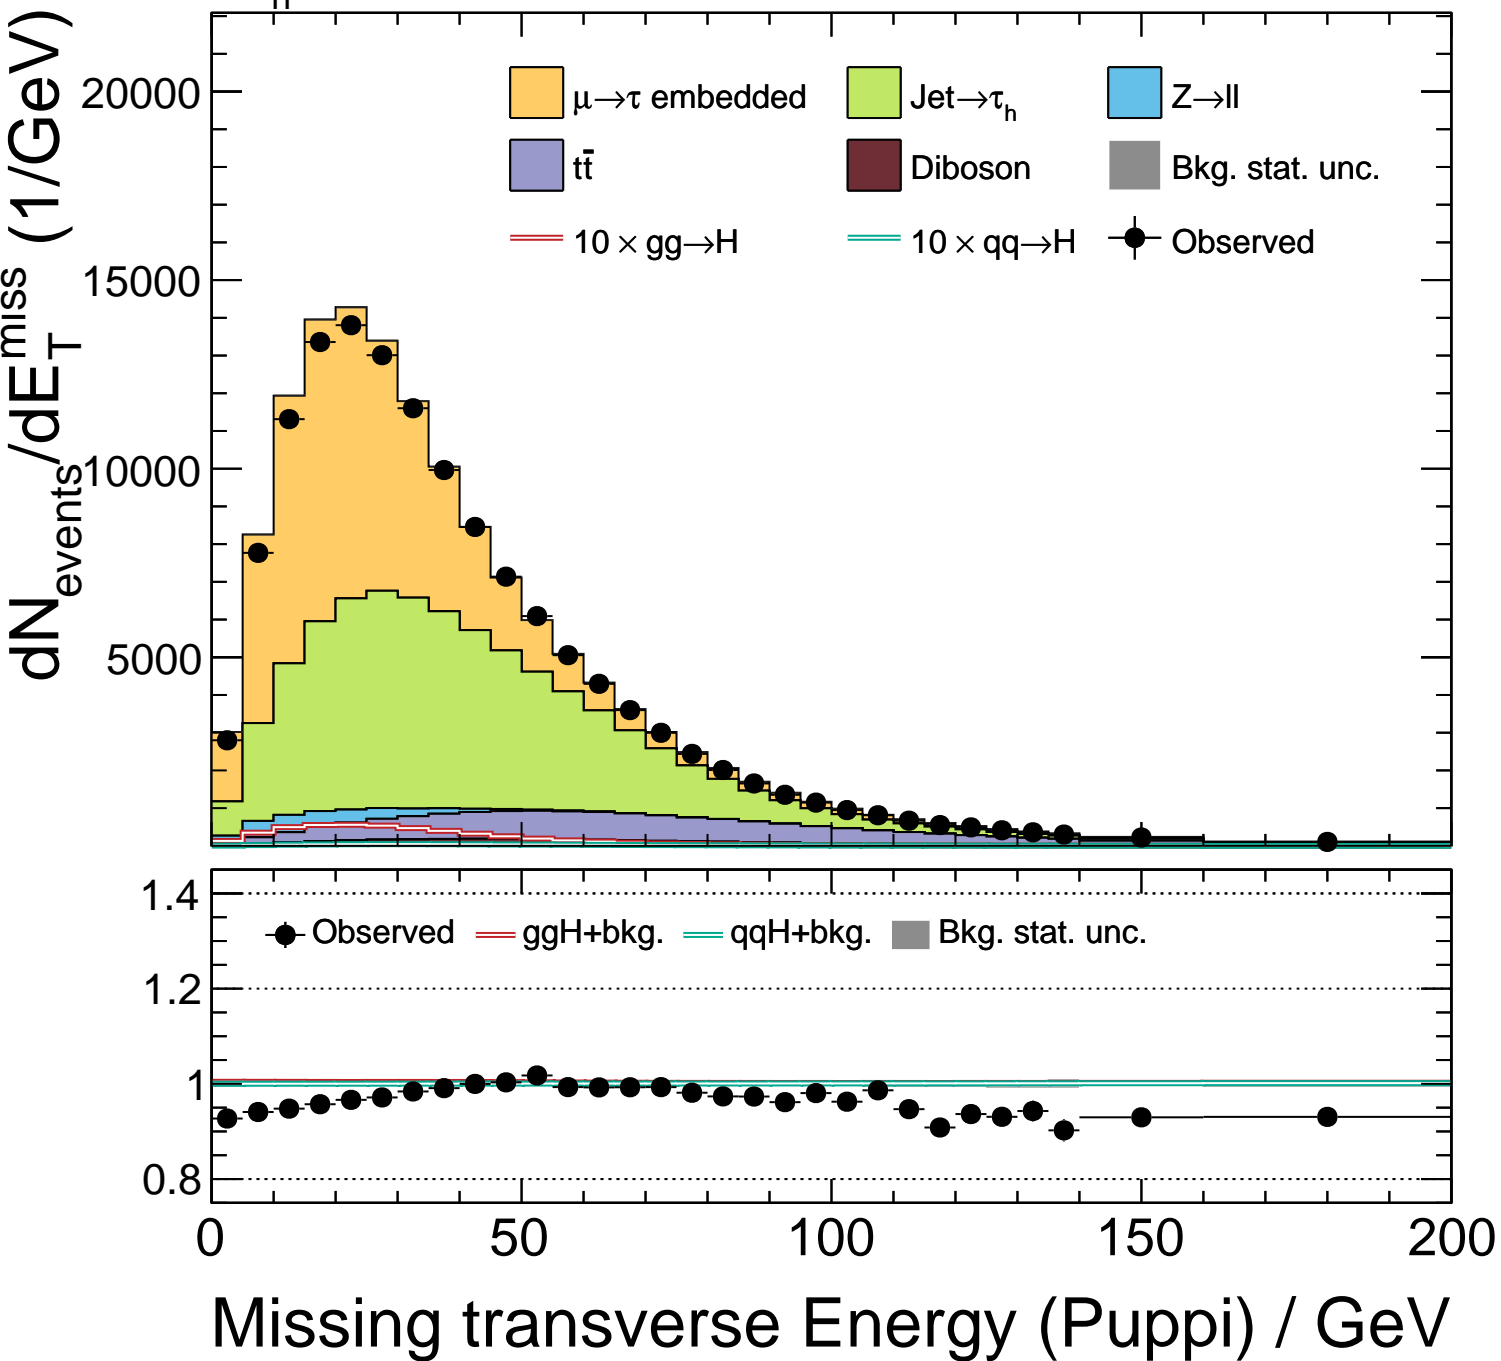 dN_events/dE_T^miss (1/GeV)
20000
15000
10000
5000
μ→τ embedded
Jet→τ_h
Z→ll
tt̄
Diboson
Bkg. stat. unc.
10 × gg→H
10 × qq→H
Observed
1.4
1.2
1
0.8
Observed
ggH+bkg.
qqH+bkg.
Bkg. stat. unc.
0
50
100
150
200
Missing transverse Energy (Puppi) / GeV